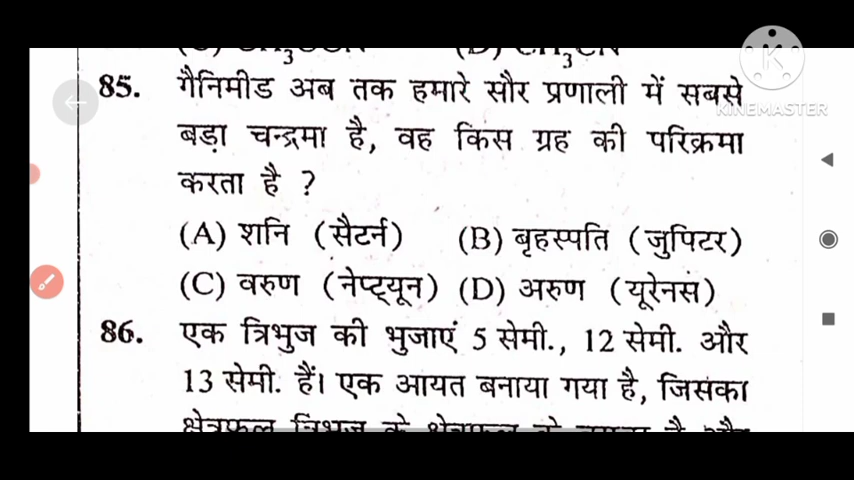 KINEMASTER
85. गैनिमीड अब तक हमारे सौर प्रणाली में सबसे
बड़ा चन्द्रमा है, वह किस ग्रह की परिक्रमा
करता है ?
(A) शनि (सैटर्न) (B) बृहस्पति (जुपिटर)
(C) वरुण (नेप्ट्यून) (D) अरुण (यूरेनस)
86. एक त्रिभुज की भुजाएं 5 सेमी., 12 सेमी. और
13 सेमी. हैं। एक आयत बनाया गया है, जिसका